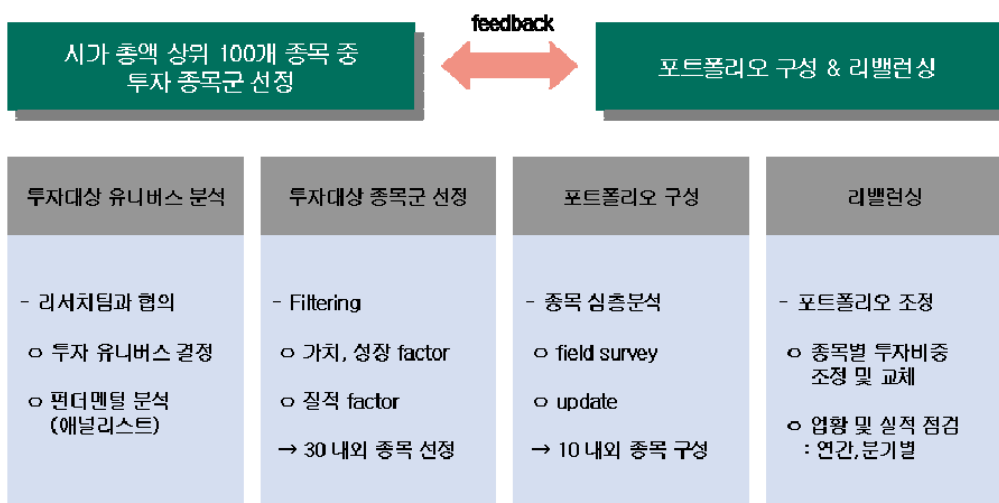 feedback
시가 총액 상위 100개 종목 중
투자 종목군 선정
포트폴리오 구성 & 리밸런싱
투자대상 유니버스 분석
- 리서치팀과 협의
o 투자 유니버스 결정
o 펀더멘털 분석
(애널리스트)
투자대상 종목군 선정
- Filtering
o 가치, 성장 factor
o 질적 factor
→ 30 내외 종목 선정
포트폴리오 구성
- 종목 심층분석
o field survey
o update
→ 10 내외 종목 구성
리밸런싱
- 포트폴리오 조정
o 종목별 투자비중
조정 및 교체
o 업황 및 실적 점검
: 연간,분기별